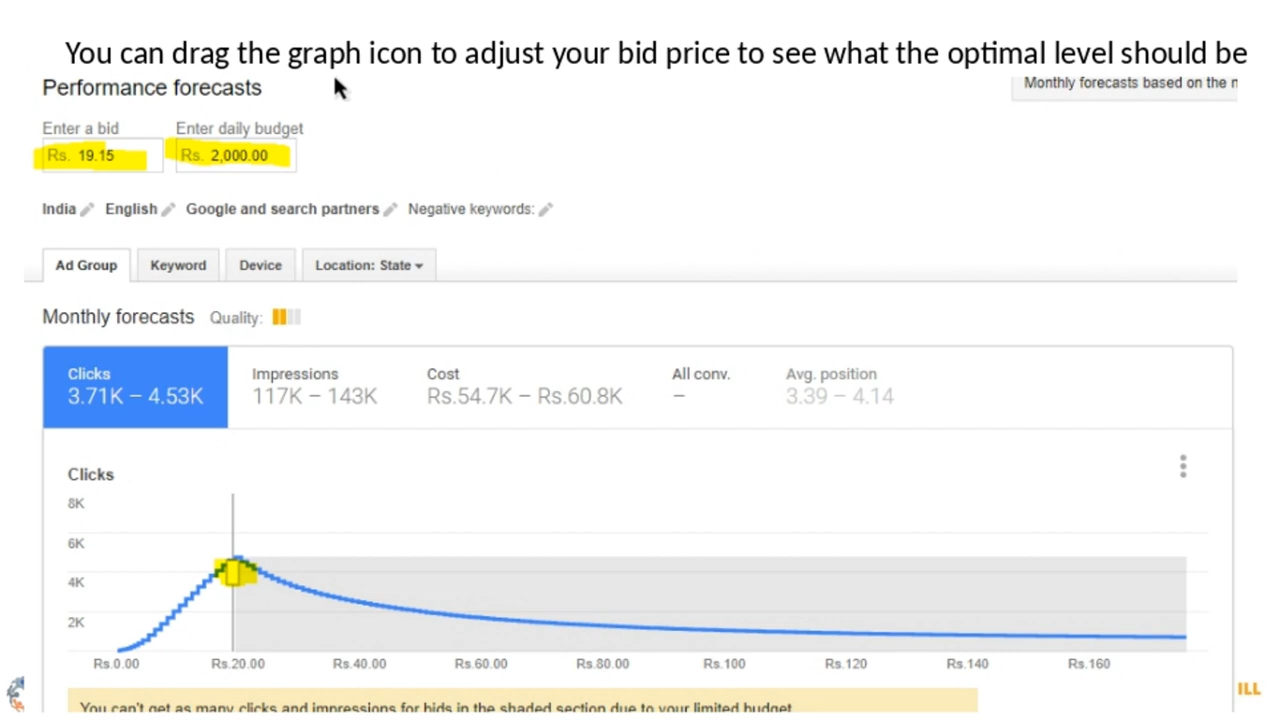 You can drag the graph icon to adjust your bid price to see what the optimal level should be
Performance forecasts
Monthly forecasts based on the
Enter a bid Enter daily budget
Rs. 19.15 Rs. 2,000.00
India English Google and search partners Negative keywords:
Ad Group Keyword Device Location: State
Monthly forecasts Quality:
Clicks Impressions Cost All conv. Avg. position
3.71K – 4.53K 117K – 143K Rs.54.7K – Rs.60.8K – 3.39 – 4.14
Clicks
8K
6K
4K
2K
Rs.0.00 Rs.20.00 Rs.40.00 Rs.60.00 Rs.80.00 Rs.100 Rs.120 Rs.140 Rs.160
You can't get as many clicks and impressions for bids in the shaded section due to your limited budget
ILL